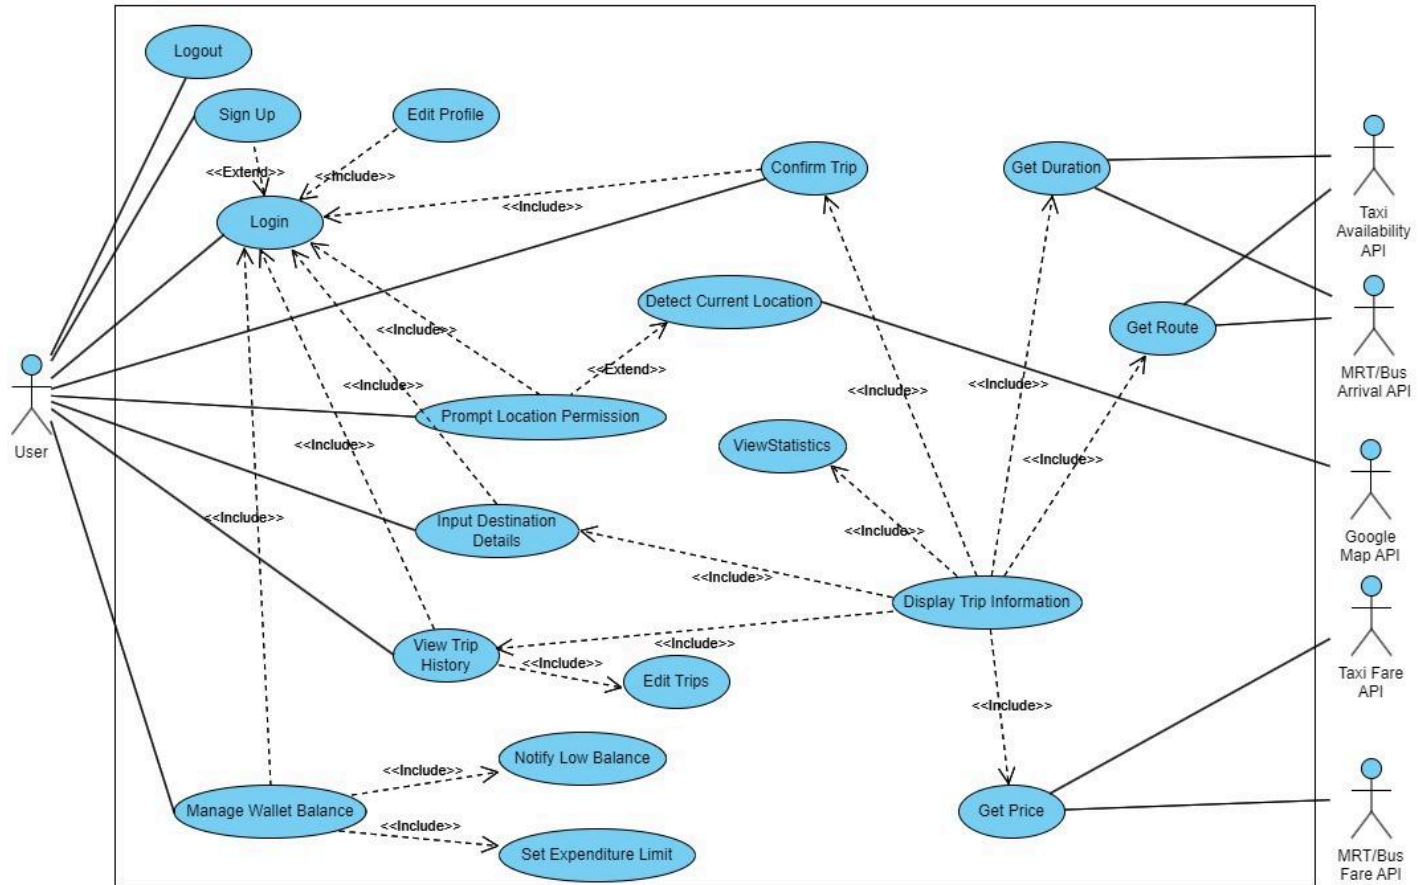 Logout
Sign Up
Edit Profile
<<Extend>>
<<Include>>
Login
Confirm Trip
<<Include>>
Get Duration
Taxi
Availability
API
Detect Current Location
<<Include>>
<<Extend>>
Get Route
MRT/Bus
Arrival API
<<Include>>
<<Include>>
<<Include>>
User
Prompt Location Permission
ViewStatistics
<<Include>>
<<Include>>
<<Include>>
Input Destination
Details
<<Include>>
<<Include>>
Google
Map API
Display Trip Information
View Trip
History
<<Include>>
<<Include>>
Edit Trips
Taxi Fare
API
<<Include>>
Notify Low Balance
<<Include>>
Manage Wallet Balance
<<Include>>
Set Expenditure Limit
Get Price
MRT/Bus
Fare API